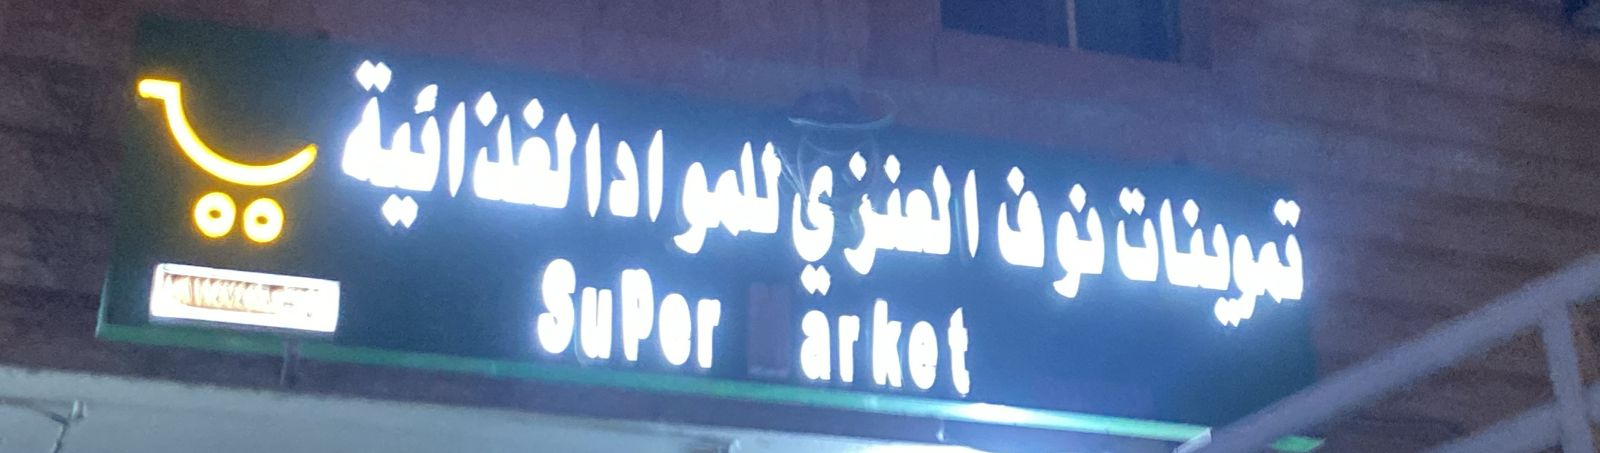 تموينات نوف العنزي للمواد الغذائية
SuPer arket